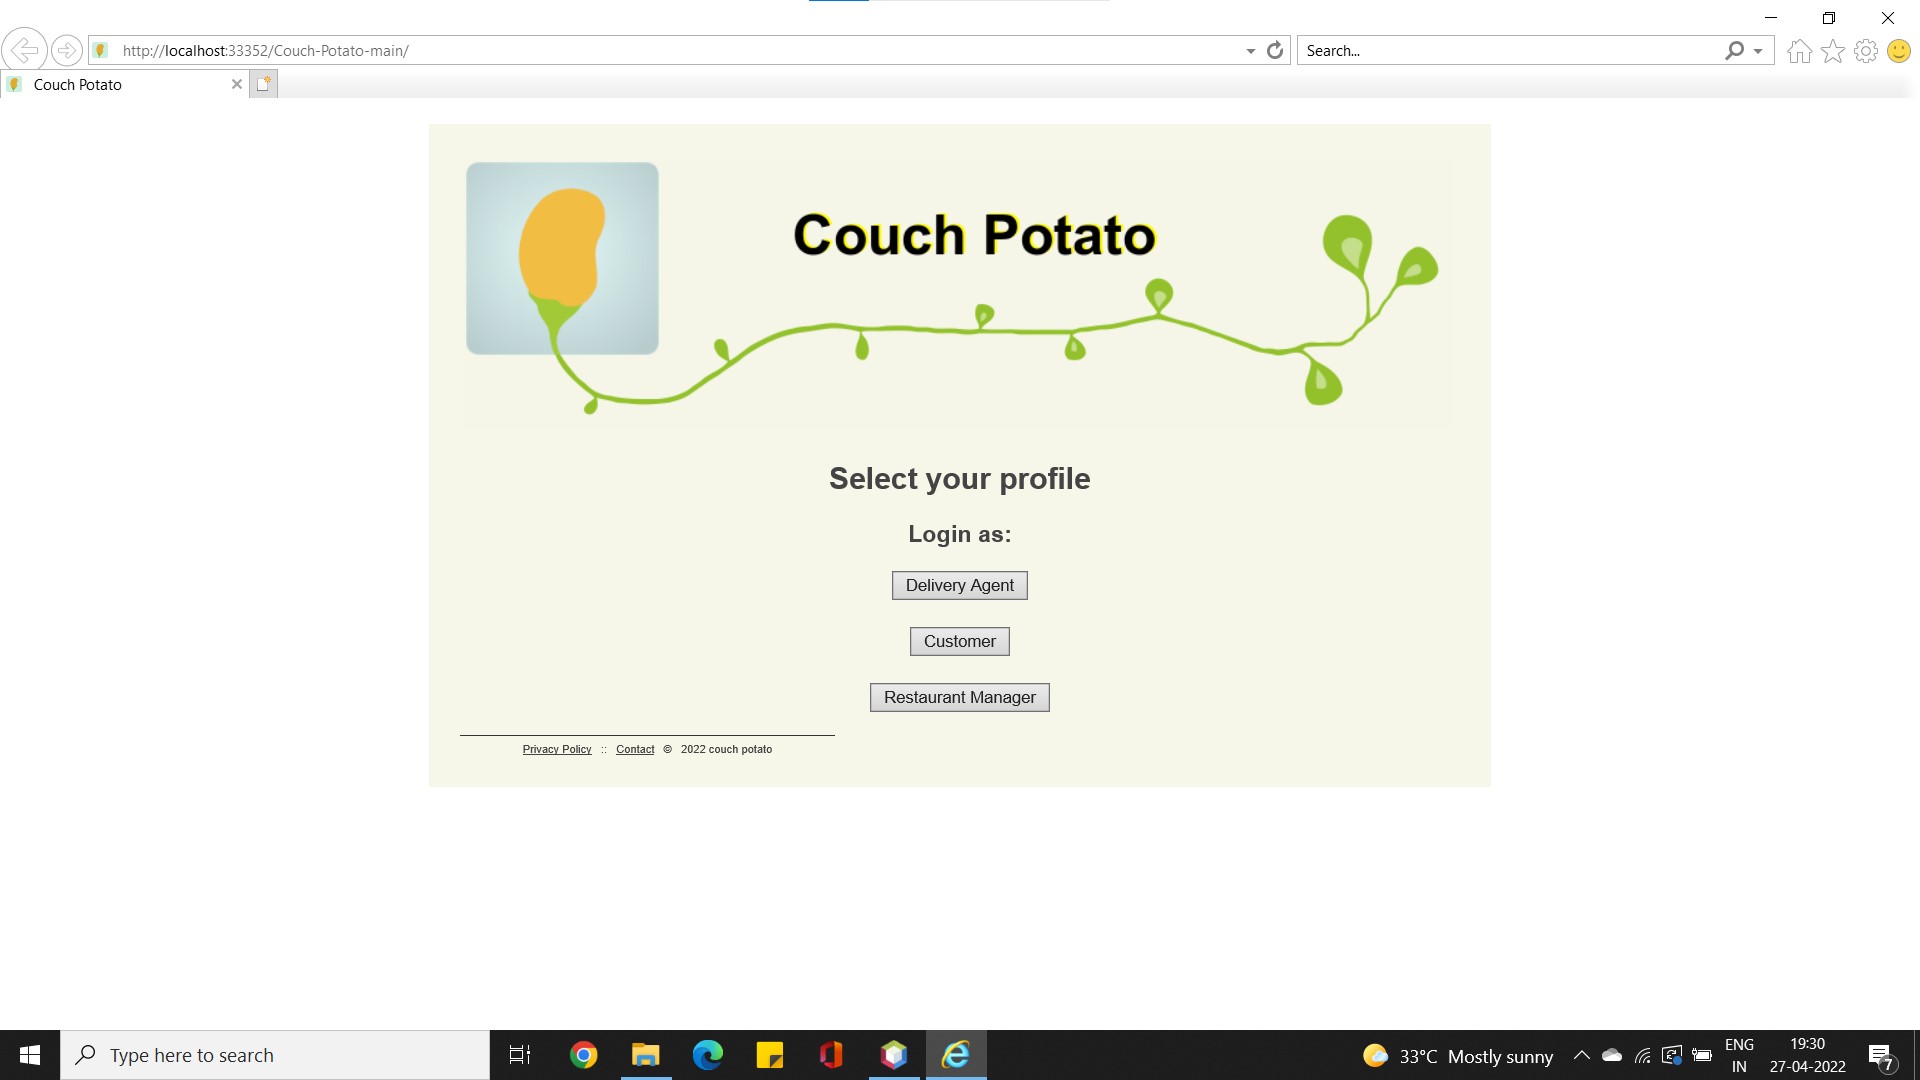 http://localhost:33352/Couch-Potato-main/
Search...
Couch Potato
Couch Potato
Select your profile
Login as:
Delivery Agent
Customer
Restaurant Manager
Privacy Policy :: Contact © 2022 couch potato
Type here to search
33°C Mostly sunny
ENG
IN
19:30
27-04-2022
7